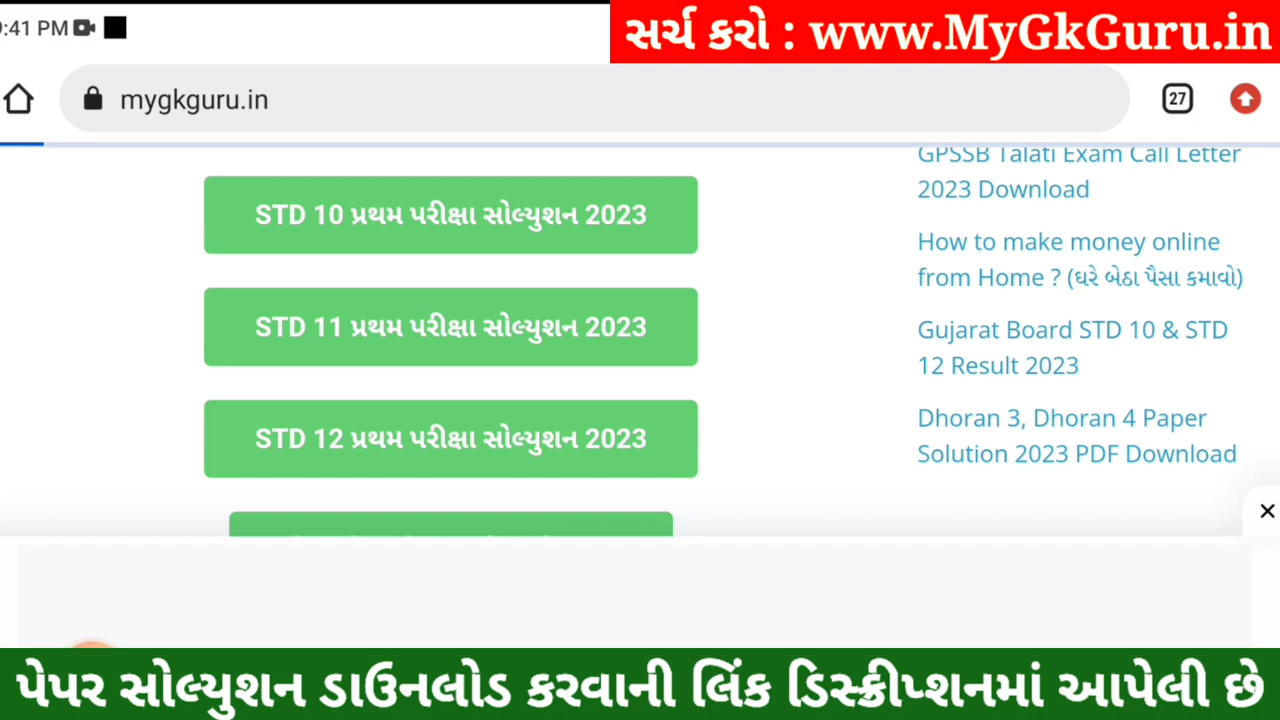 :41 PM
સર્ચ કરો : www.MyGkGuru.in
mygkguru.in
27
STD 10 પ્રથમ પરીક્ષા સોલ્યુશન 2023
STD 11 પ્રથમ પરીક્ષા સોલ્યુશન 2023
STD 12 પ્રથમ પરીક્ષા સોલ્યુશન 2023
GPSSB Talati Exam Call Letter
2023 Download
How to make money online
from Home ? (ઘરે બેઠા પૈસા કમાવો)
Gujarat Board STD 10 & STD
12 Result 2023
Dhoran 3, Dhoran 4 Paper
Solution 2023 PDF Download
પેપર સોલ્યુશન ડાઉનલોડ કરવાની લિંક ડિસ્ક્રીપ્શનમાં આપેલી છે